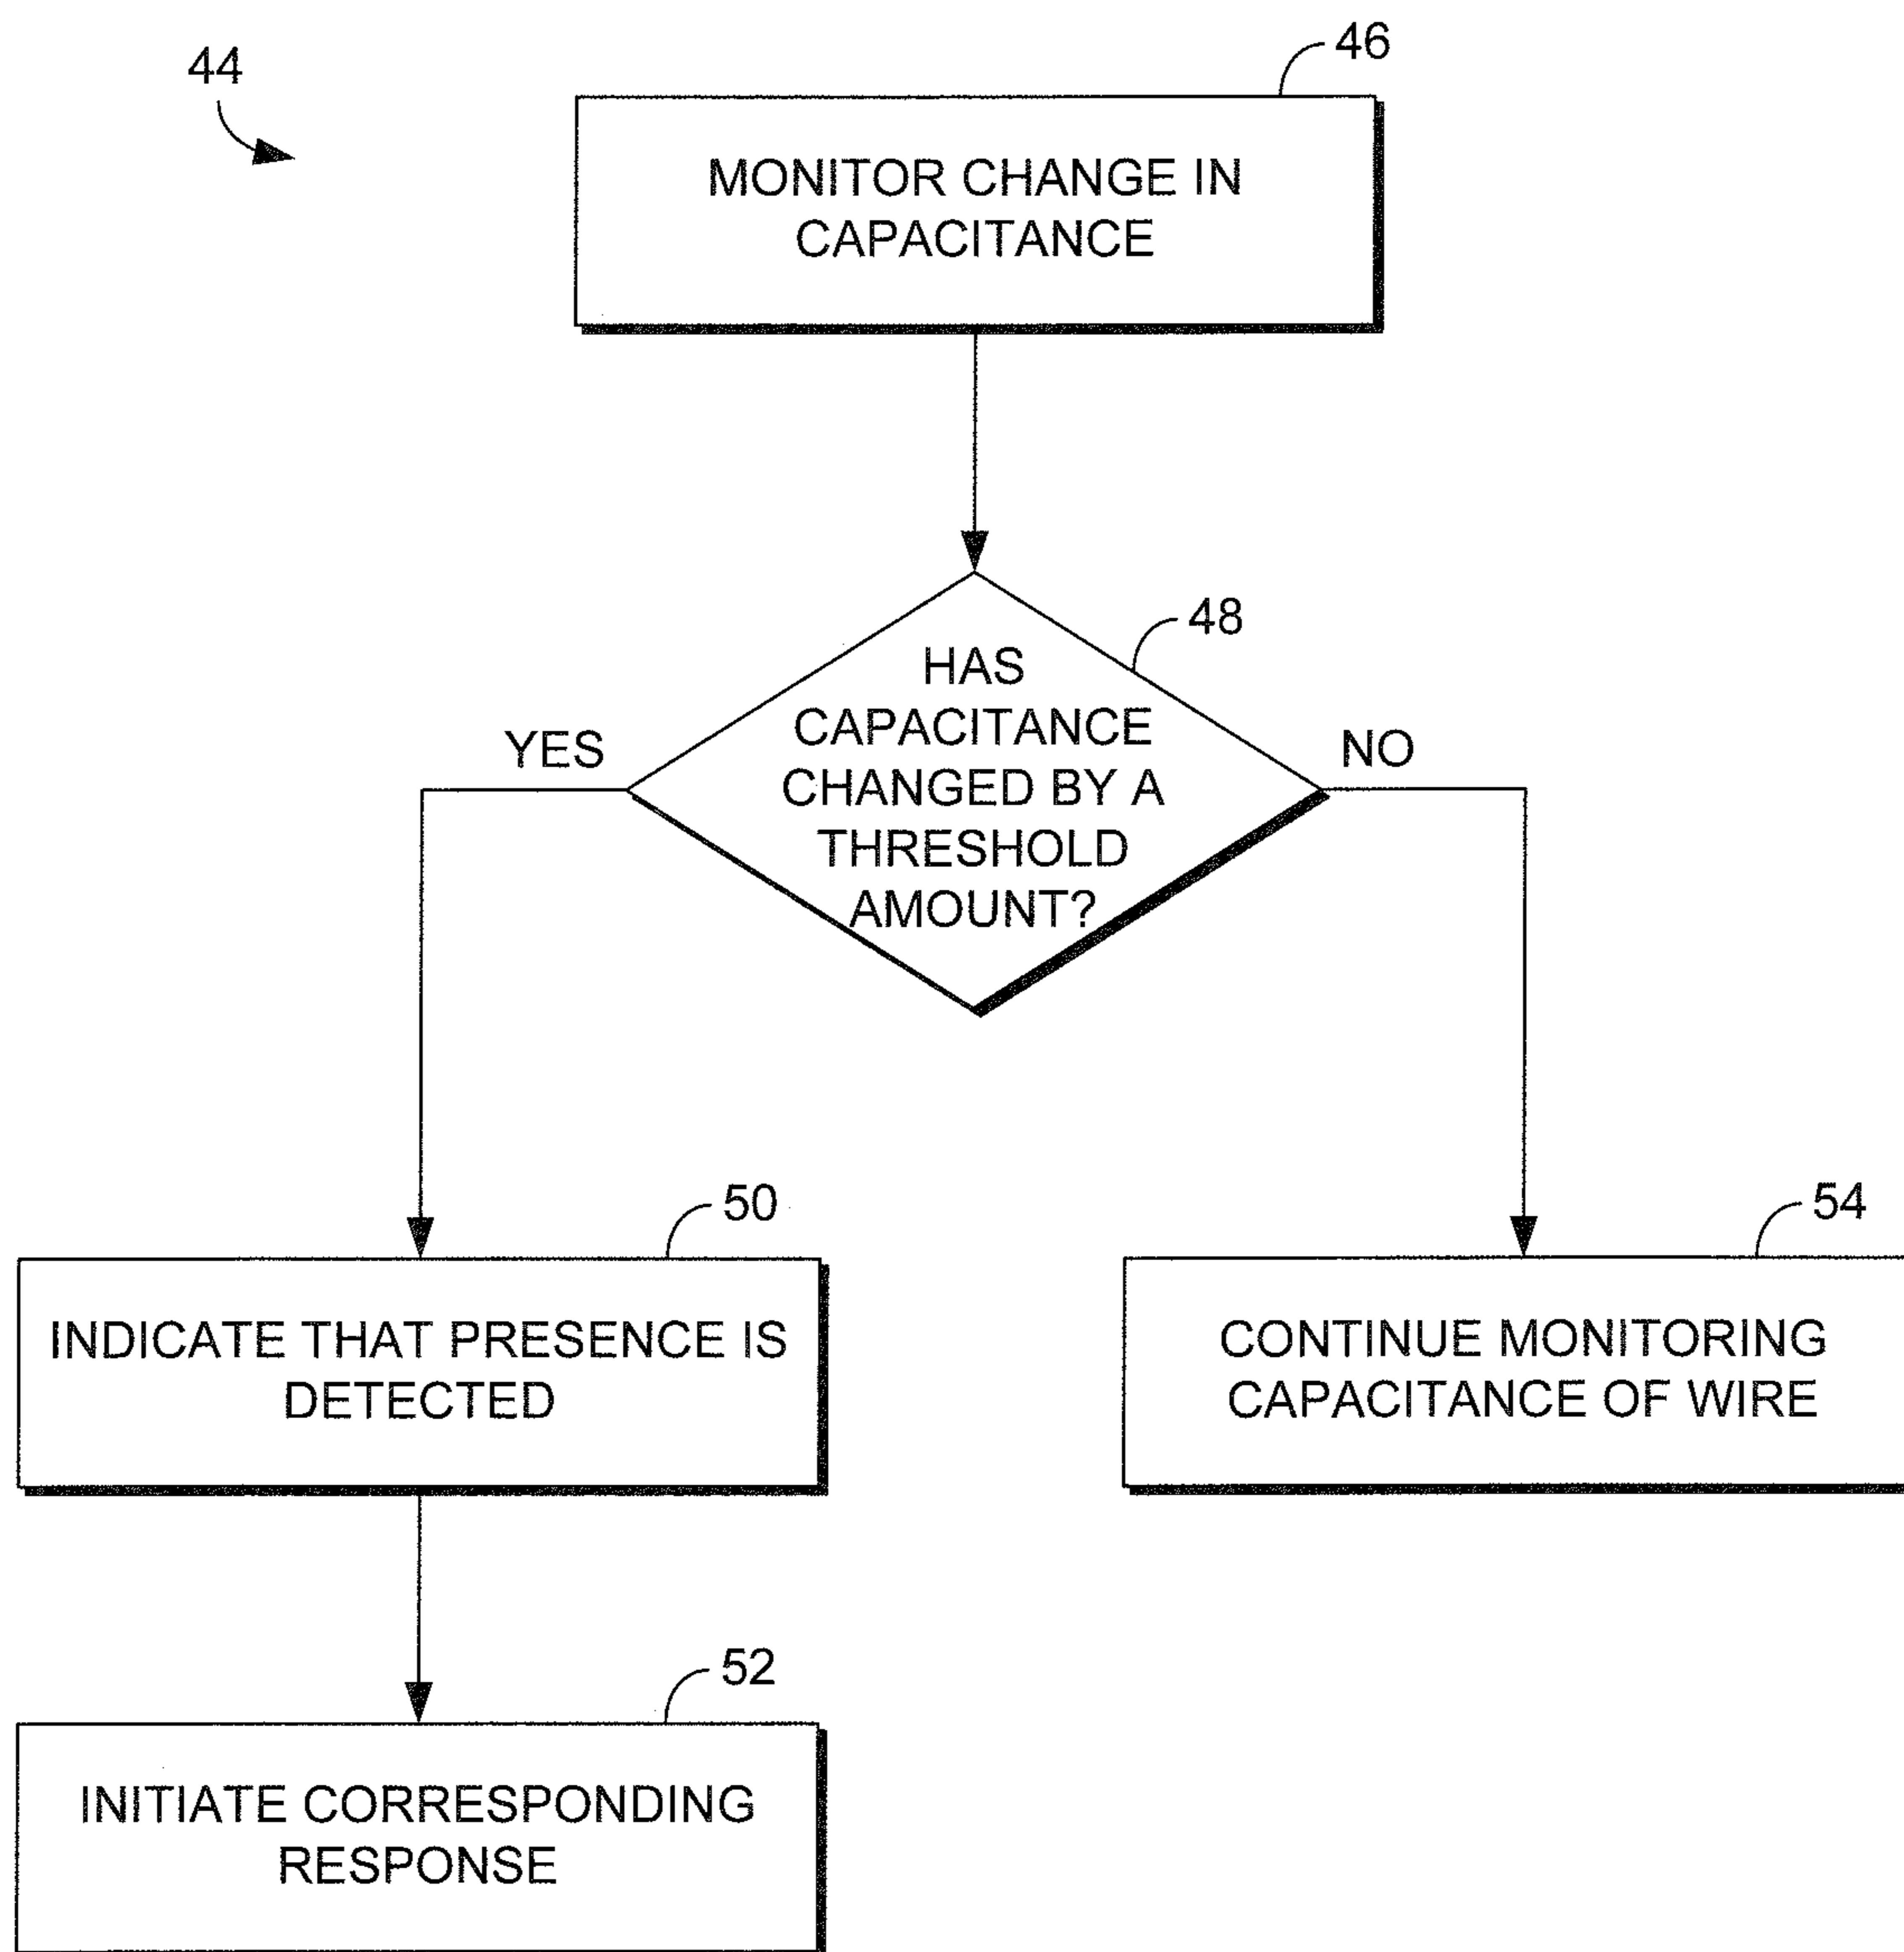 44
46
MONITOR CHANGE IN
CAPACITANCE
48
HAS
CAPACITANCE
CHANGED BY A
THRESHOLD
AMOUNT?
YES
NO
50
INDICATE THAT PRESENCE IS
DETECTED
54
CONTINUE MONITORING
CAPACITANCE OF WIRE
52
INITIATE CORRESPONDING
RESPONSE